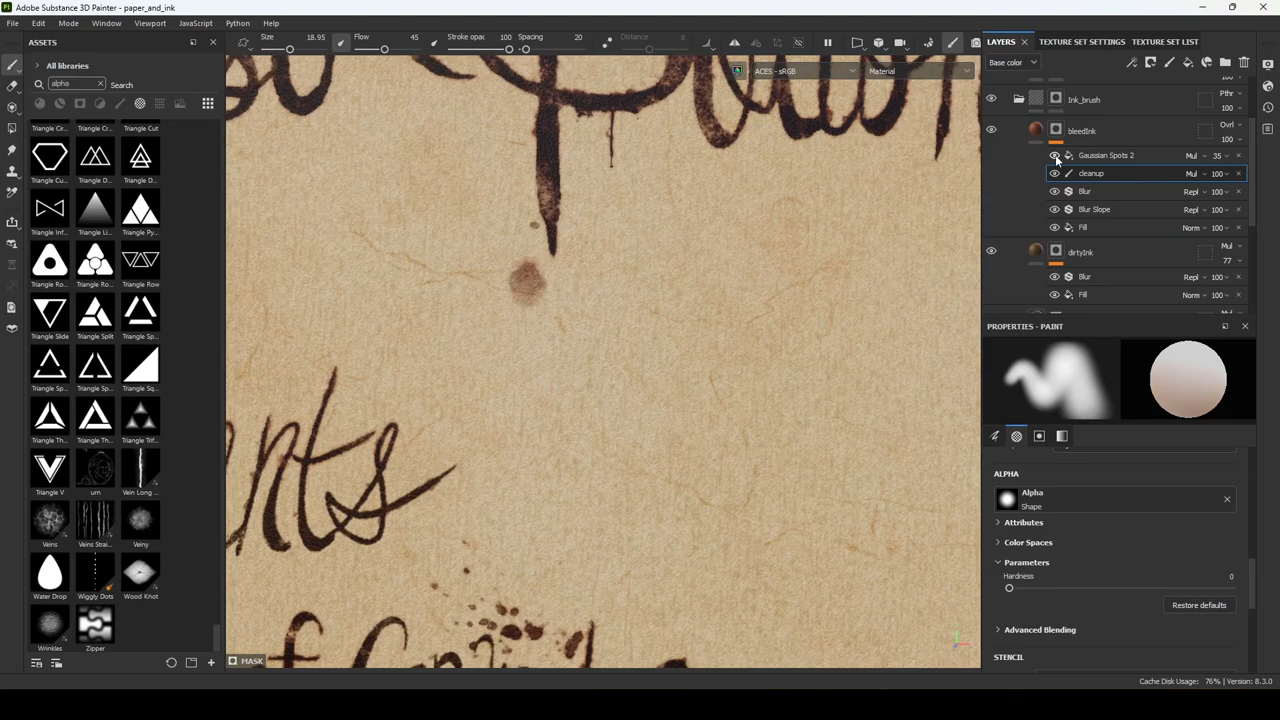 Adobe Substance 3D Painter - paper_and_ink
File Edit Mode Window Viewport JavaScript Python Help
ASSETS
Size 18.95 Flow 45 Stroke opa 100 Spacing 20 Distance 8
LAYERS × TEXTURE SET SETTINGS TEXTURE SET LIST
All libraries
Base color
ACES - sRGB Material
alpha × Search
100
Ink_brush Pthr 100
Triangle Cir... Triangle Cr... Triangle Cut
bleedInk Ovrl 100
Gaussian Spots 2 Mul 35
cleanup Mul 100
Triangle Cu... Triangle D... Triangle D...
Blur Repl 100
Blur Slope Repl 100
Fill Norm 100
Triangle Inf... Triangle Li... Triangle Py...
dirtyInk Mul 77
Blur Repl 100
Triangle Ro... Triangle Ro... Triangle Row
Fill Norm 100
PROPERTIES - PAINT
Triangle Slide Triangle Split Triangle Sp...
Triangle Sp... Triangle Sp... Triangle Sq...
Triangle Th... Triangle Th... Triangle Trif...
ALPHA
Triangle V urn Vein Long ...
Alpha
Shape
Attributes
Color Spaces
Veins Veins Strai... Veiny
Parameters
Hardness 0
Water Drop Wiggly Dots Wood Knot
Restore defaults
Advanced Blending
Wrinkles Zipper
STENCIL
nts
of
MASK
Cache Disk Usage: 76% | Version: 8.3.0